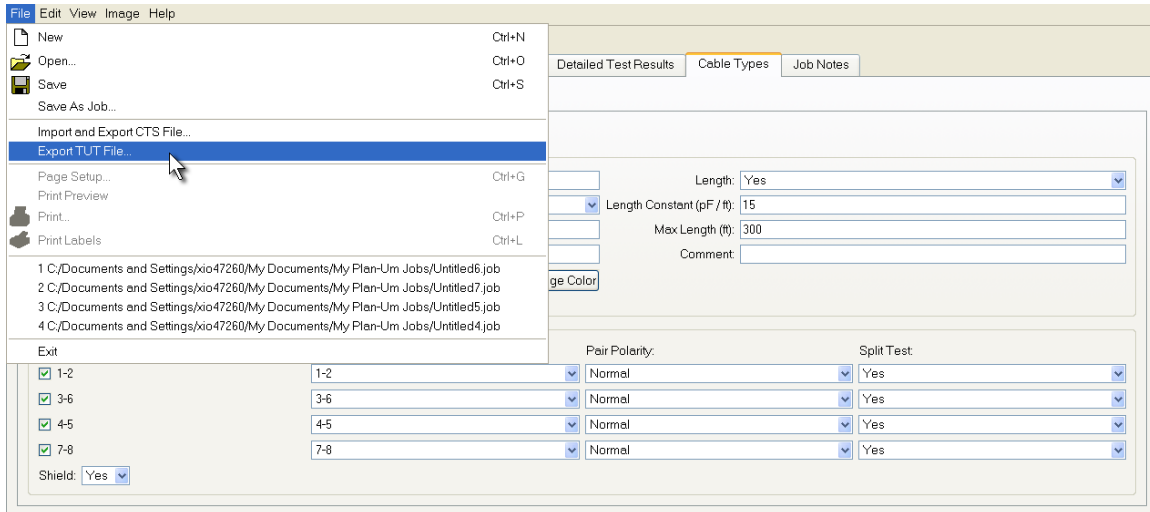 File Edit View Image Help
New Ctrl+N
Open... Ctrl+O
Detailed Test Results Cable Types Job Notes
Save Ctrl+S
Save As Job...
Import and Export CTS File...
Export TUT File...
Page Setup... Ctrl+G
Length: Yes
Print Preview
Length Constant (pF / ft): 15
Print... Ctrl+P
Max Length (ft): 300
Print Labels Ctrl+L
Comment:
1 C:/Documents and Settings/xio47260/My Documents/My Plan-Um Jobs/Untitled6.job
ge Color
2 C:/Documents and Settings/xio47260/My Documents/My Plan-Um Jobs/Untitled7.job
3 C:/Documents and Settings/xio47260/My Documents/My Plan-Um Jobs/Untitled5.job
4 C:/Documents and Settings/xio47260/My Documents/My Plan-Um Jobs/Untitled4.job
Exit
Pair Polarity: Split Test:
1-2 1-2 Normal Yes
3-6 3-6 Normal Yes
4-5 4-5 Normal Yes
7-8 7-8 Normal Yes
Shield: Yes